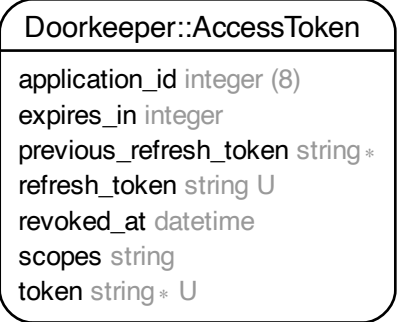 Doorkeeper::AccessToken
application_id integer (8)
expires_in integer
previous_refresh_token string *
refresh_token string U
revoked_at datetime
scopes string
token string * U